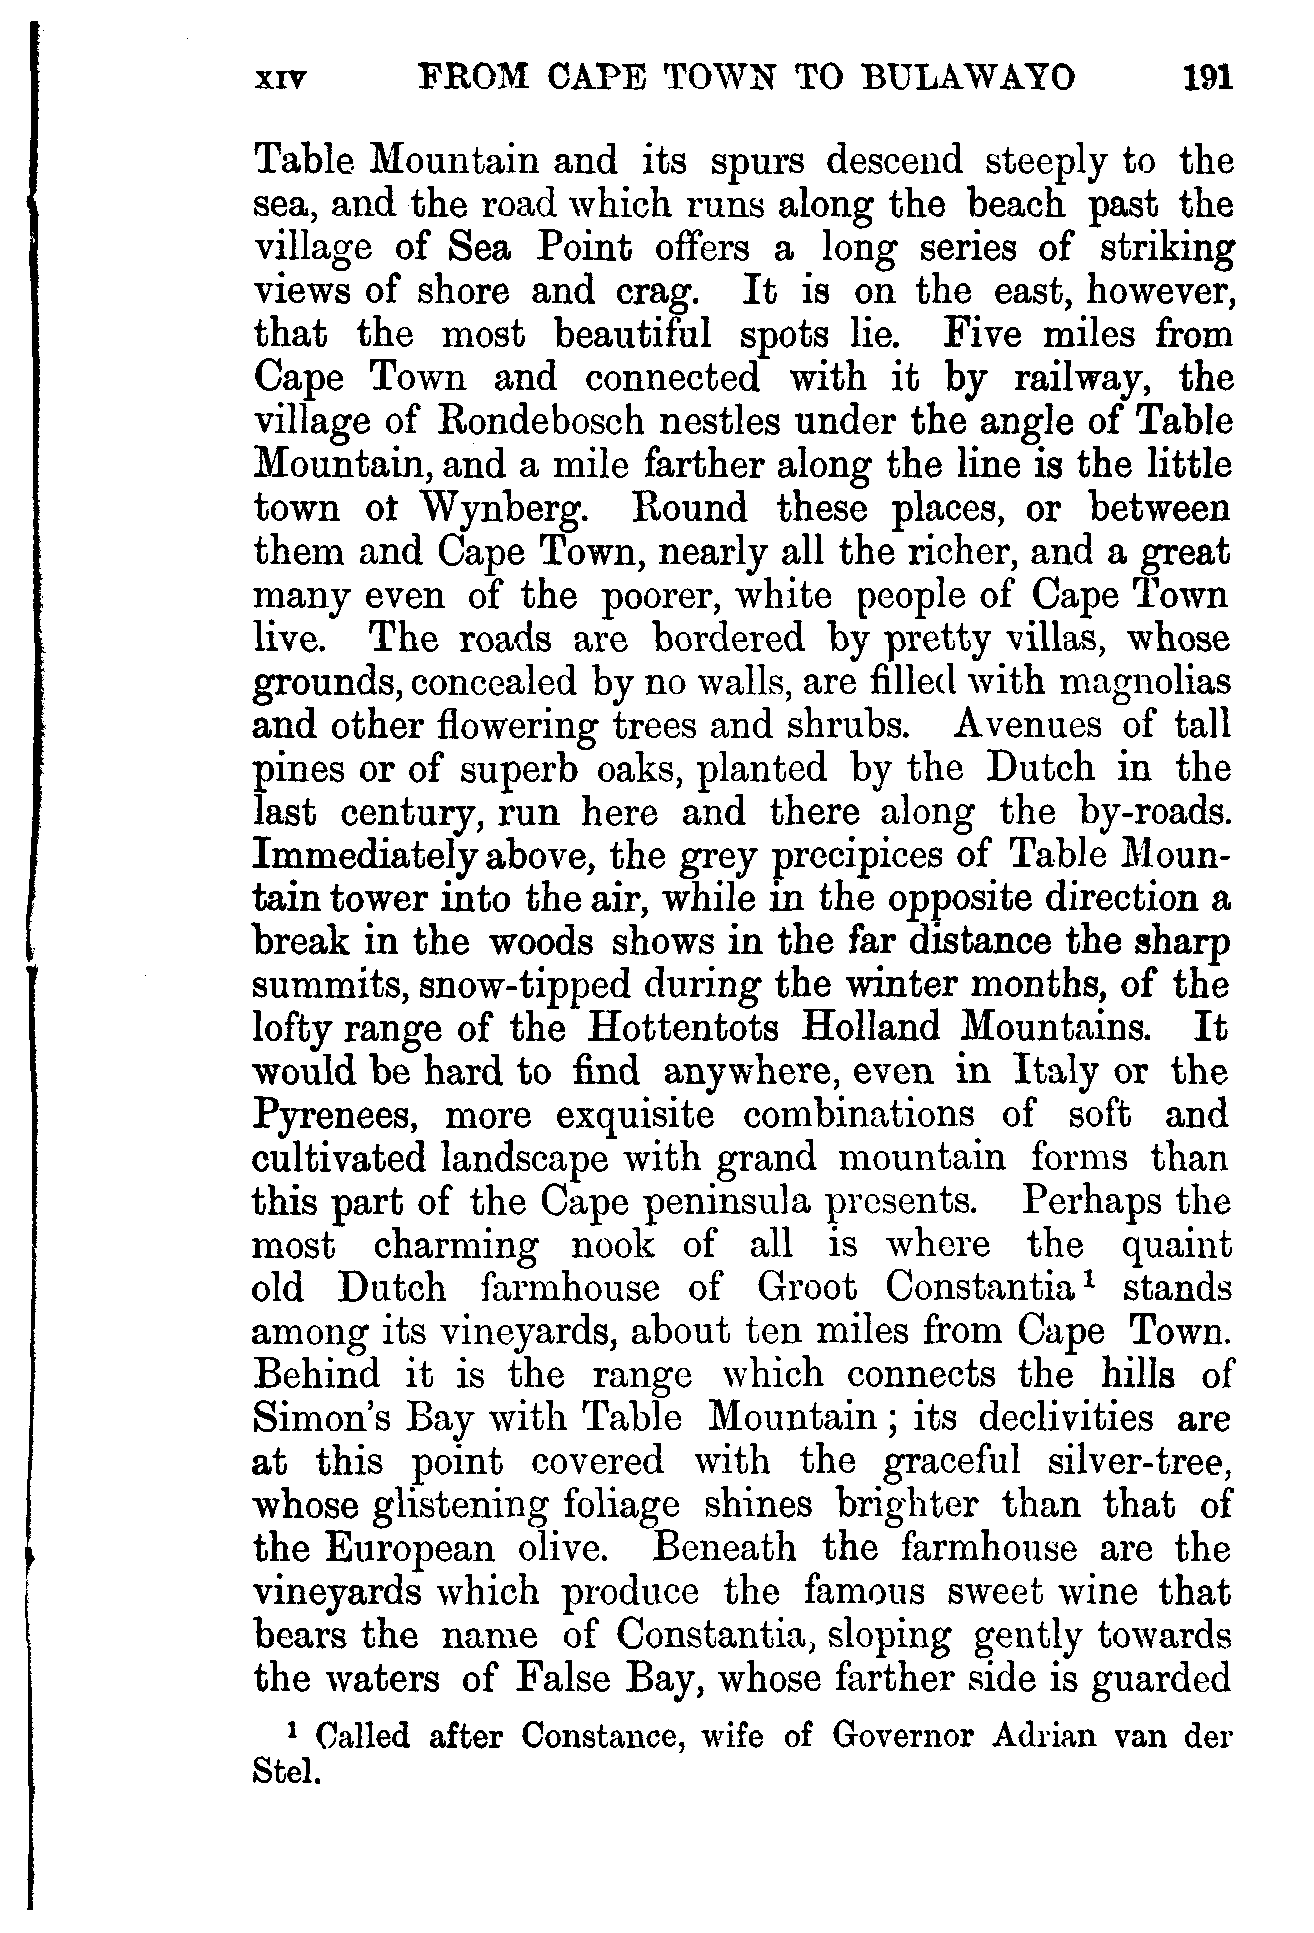 XIV FROM CAPE TOWN TO BULAWAYO 191
Table Mountain and its spurs descend steeply to the
sea, and the road which runs along the beach past the
village of Sea Point offers a long series of striking
views of shore and crag. It is on the east, however,
that the most beautiful spots lie. Five miles from
Cape Town and connected with it by railway, the
village of Rondebosch nestles under the angle of Table
Mountain, and a mile farther along the line is the little
town of Wynberg. Round these places, or between
them and Cape Town, nearly all the richer, and a great
many even of the poorer, white people of Cape Town
live. The roads are bordered by pretty villas, whose
grounds, concealed by no walls, are filled with magnolias
and other flowering trees and shrubs. Avenues of tall
pines or of superb oaks, planted by the Dutch in the
last century, run here and there along the by-roads.
Immediately above, the grey precipices of Table Moun-
tain tower into the air, while in the opposite direction a
break in the woods shows in the far distance the sharp
summits, snow-tipped during the winter months, of the
lofty range of the Hottentots Holland Mountains. It
would be hard to find anywhere, even in Italy or the
Pyrenees, more exquisite combinations of soft and
cultivated landscape with grand mountain forms than
this part of the Cape peninsula presents. Perhaps the
most charming nook of all is where the quaint
old Dutch farmhouse of Groot Constantia¹ stands
among its vineyards, about ten miles from Cape Town.
Behind it is the range which connects the hills of
Simon's Bay with Table Mountain; its declivities are
at this point covered with the graceful silver-tree,
whose glistening foliage shines brighter than that of
the European olive. Beneath the farmhouse are the
vineyards which produce the famous sweet wine that
bears the name of Constantia, sloping gently towards
the waters of False Bay, whose farther side is guarded
¹ Called after Constance, wife of Governor Adrian van der
Stel.